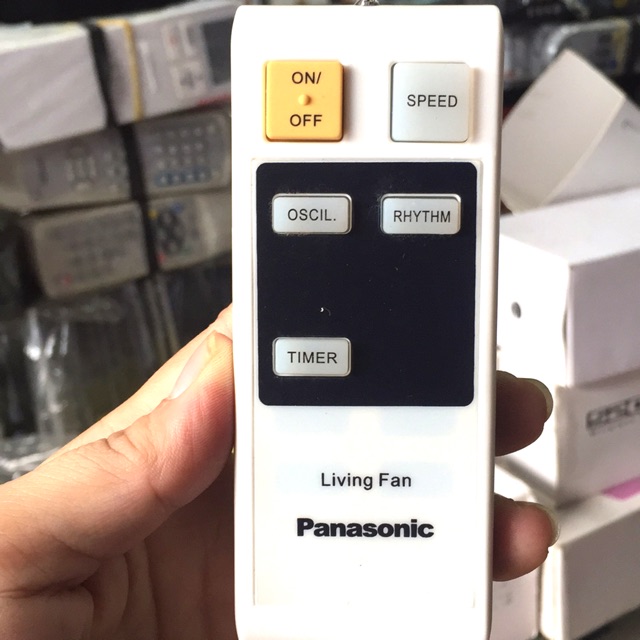 ON/
OFF
SPEED
OSCIL.
RHYTHM
TIMER
Living Fan
Panasonic